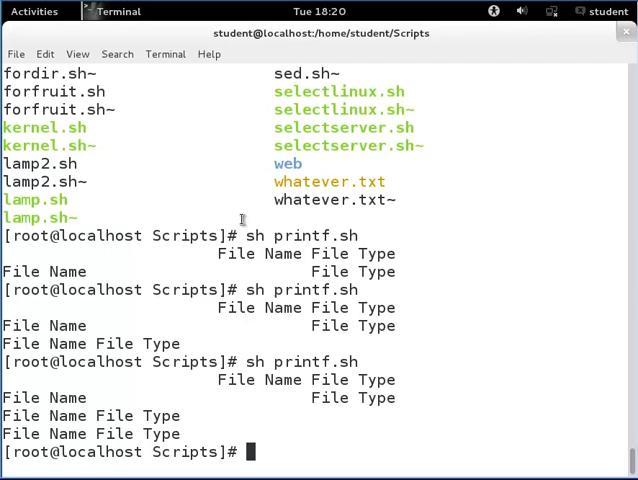 Activities Terminal Tue 18:20 student
student@localhost:/home/student/Scripts
File Edit View Search Terminal Help
fordir.sh~ sed.sh~
forfruit.sh selectlinux.sh
forfruit.sh~ selectlinux.sh~
kernel.sh selectserver.sh
kernel.sh~ selectserver.sh~
lamp2.sh web
lamp2.sh~ whatever.txt
lamp.sh whatever.txt~
lamp.sh~
[root@localhost Scripts]# sh printf.sh
File Name File Type
File Name File Type
[root@localhost Scripts]# sh printf.sh
File Name File Type
File Name File Type
File Name File Type
[root@localhost Scripts]# sh printf.sh
File Name File Type
File Name File Type
File Name File Type
File Name File Type
[root@localhost Scripts]#